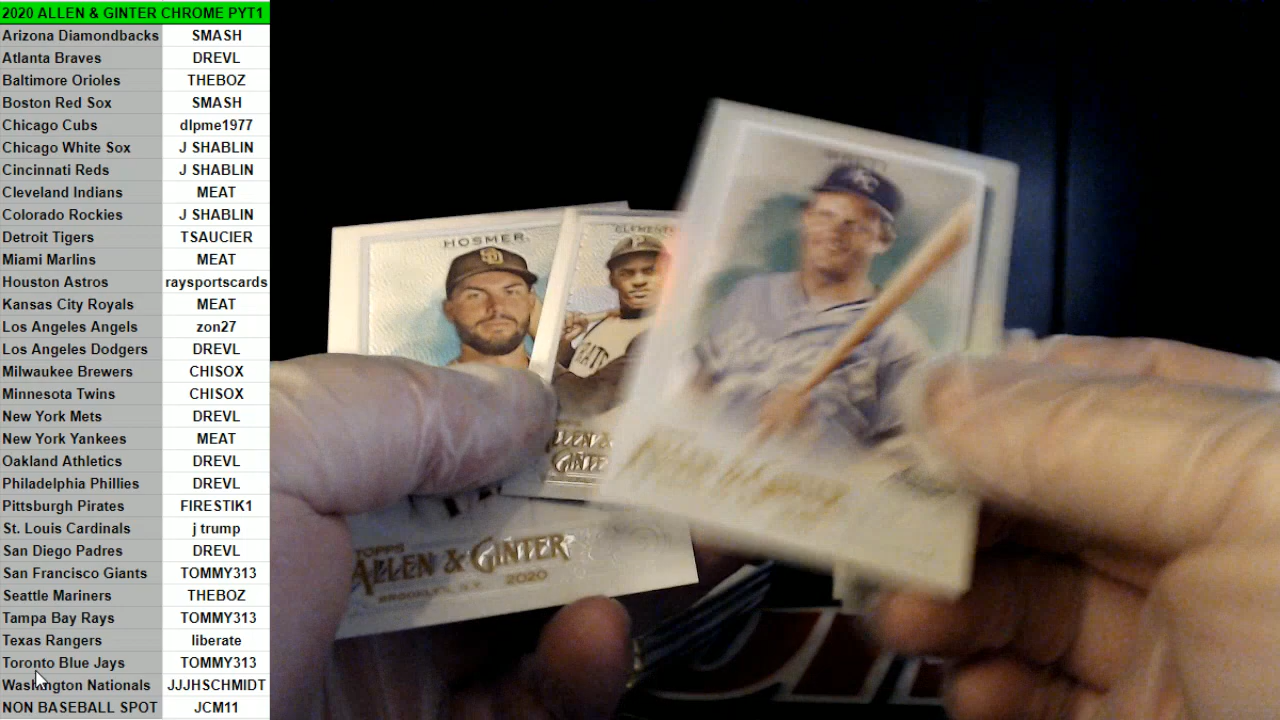 2020 ALLEN & GINTER CHROME PYT1
Arizona Diamondbacks SMASH
Atlanta Braves DREVL
Baltimore Orioles THEBOZ
Boston Red Sox SMASH
Chicago Cubs dlpme1977
Chicago White Sox J SHABLIN
Cincinnati Reds J SHABLIN
Cleveland Indians MEAT
Colorado Rockies J SHABLIN
Detroit Tigers TSAUCIER
Miami Marlins MEAT
Houston Astros raysportscards
Kansas City Royals MEAT
Los Angeles Angels zon27
Los Angeles Dodgers DREVL
Milwaukee Brewers CHISOX
Minnesota Twins CHISOX
New York Mets DREVL
New York Yankees MEAT
Oakland Athletics DREVL
Philadelphia Phillies DREVL
Pittsburgh Pirates FIRESTIK1
St. Louis Cardinals j trump
San Diego Padres DREVL
San Francisco Giants TOMMY313
Seattle Mariners THEBOZ
Tampa Bay Rays TOMMY313
Texas Rangers liberate
Toronto Blue Jays TOMMY313
Washington Nationals JJJHSCHMIDT
NON BASEBALL SPOT JCM11
HOSMER
SD
TOPPS
ALLEN & GINTER
BROOKLYN, N.Y. 2020
CLEMENTE
P
KC